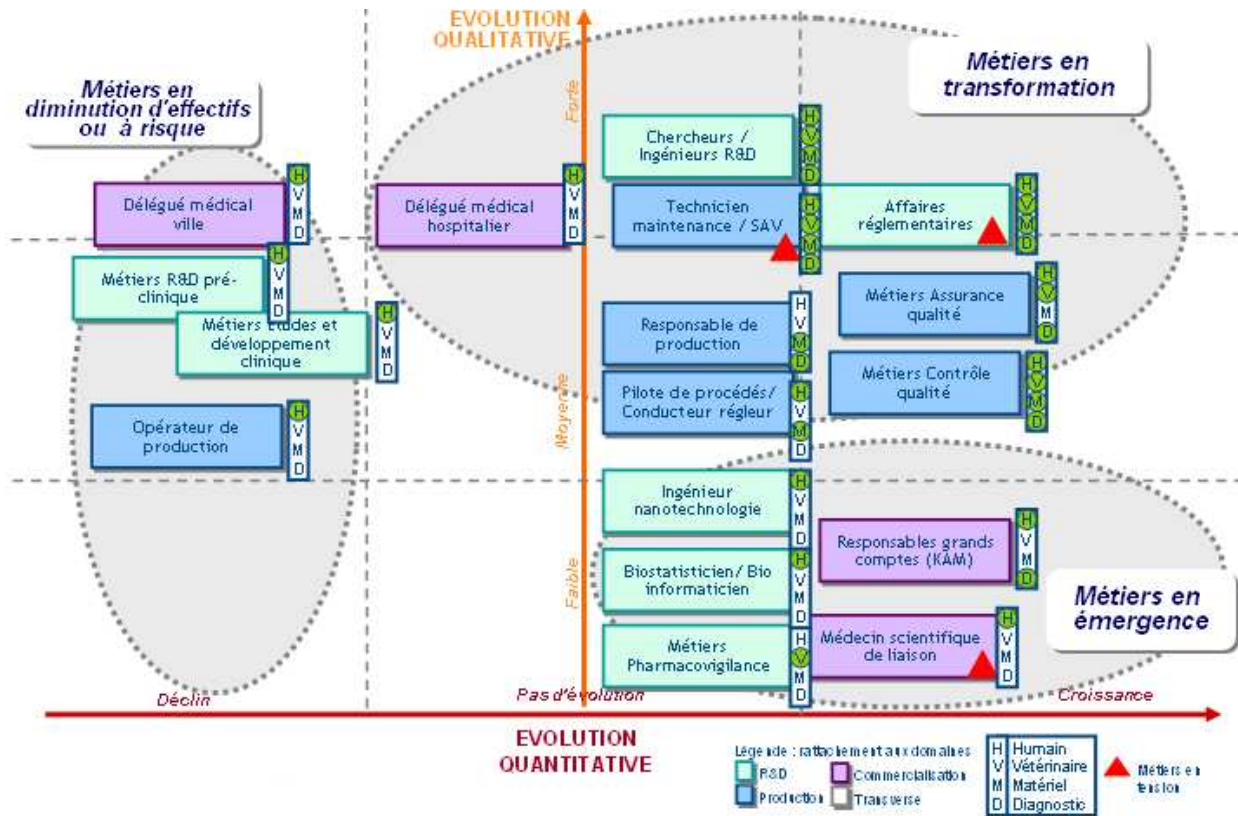 EVOLUTION
QUALITATIVE
Métiers en
diminution d'effectifs
ou à risque
Métiers en
transformation
Forte
Chercheurs /
Ingénieurs R&D
H
V
M
D
Délégué médical
ville
H
V
M
D
Délégué médical
hospitalier
H
V
M
D
Technicien
maintenance / SAV
H
V
M
D
Affaires
réglementaires
H
V
M
D
Métiers R&D pré-
clinique
H
V
M
D
Métiers Etudes et
développement
clinique
H
V
M
D
Métiers Assurance
qualité
H
V
M
D
Responsable de
production
H
V
M
D
Moyenne
Pilote de procédés/
Conducteur régleur
H
V
M
D
Métiers Contrôle
qualité
H
V
M
D
Opérateur de
production
H
V
M
D
Ingénieur
nanotechnologie
H
V
M
D
Responsables grands
comptes (KAM)
H
V
M
D
Faible
Biostatisticien/ Bio
informaticien
H
V
M
D
Métiers en
émergence
Métiers
Pharmacovigilance
H
V
M
D
Médecin scientifique
de liaison
H
V
M
D
Déclin
Pas d'évolution
Croissance
EVOLUTION
QUANTITATIVE
Légende : rattachement aux domaines
R&D
Commercialisation
Production
Transverse
H Humain
V Vétérinaire
M Matériel
D Diagnostic
Métiers en
tension